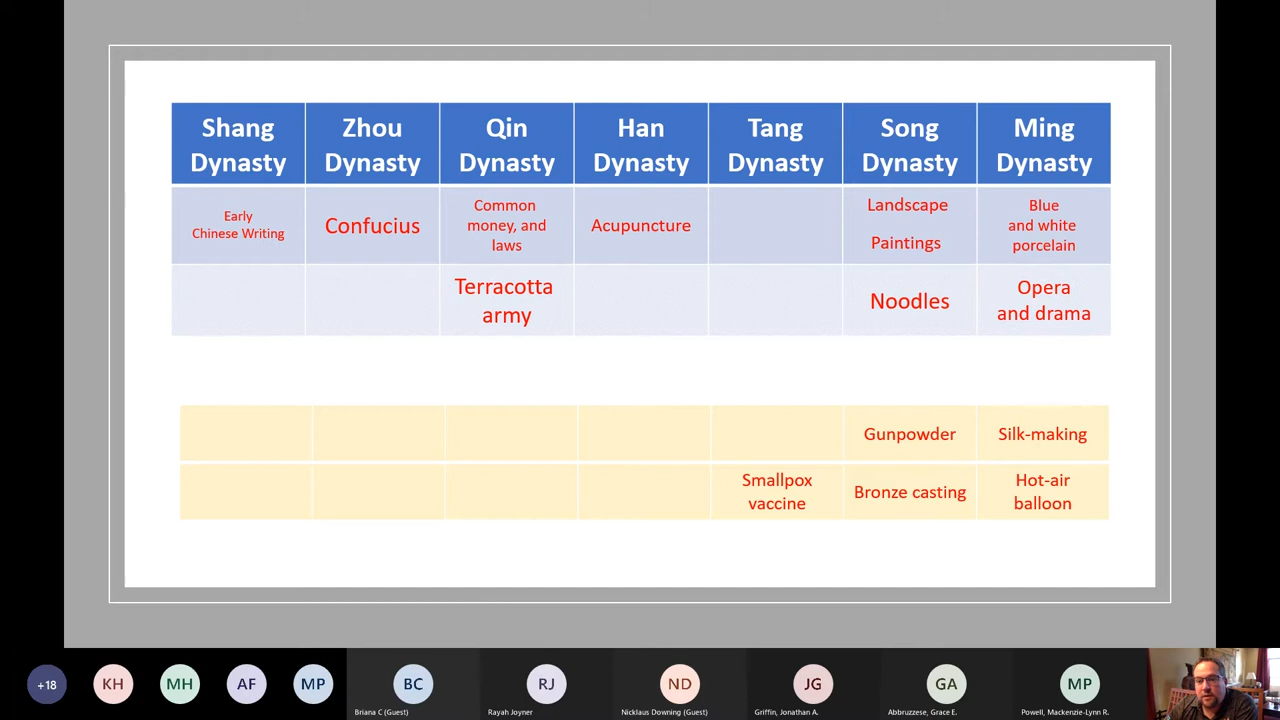 Shang
Dynasty
Zhou
Dynasty
Qin
Dynasty
Han
Dynasty
Tang
Dynasty
Song
Dynasty
Ming
Dynasty
Early
Chinese Writing
Confucius
Common
money, and
laws
Acupuncture
Landscape
Paintings
Blue
and white
porcelain
Terracotta
army
Noodles
Opera
and drama
Gunpowder
Silk-making
Smallpox
vaccine
Bronze casting
Hot-air
balloon
+18
KH
MH
AF
MP
BC
Briana C (Guest)
RJ
Rayah Joyner
ND
Nicklaus Downing (Guest)
JG
Griffin, Jonathan A.
GA
Abbruzzese, Grace E.
MP
Powell, Mackenzie-Lynn R.